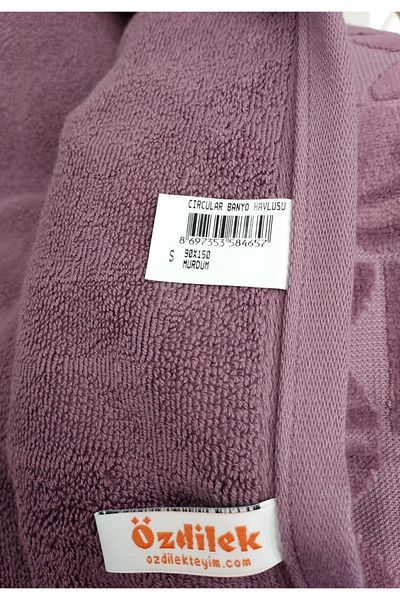 CIRCULAR BANYO HAVLUSU
8 697353 584657
S 90X150
MURDUM
Özdilek
ozdilekteyim.com